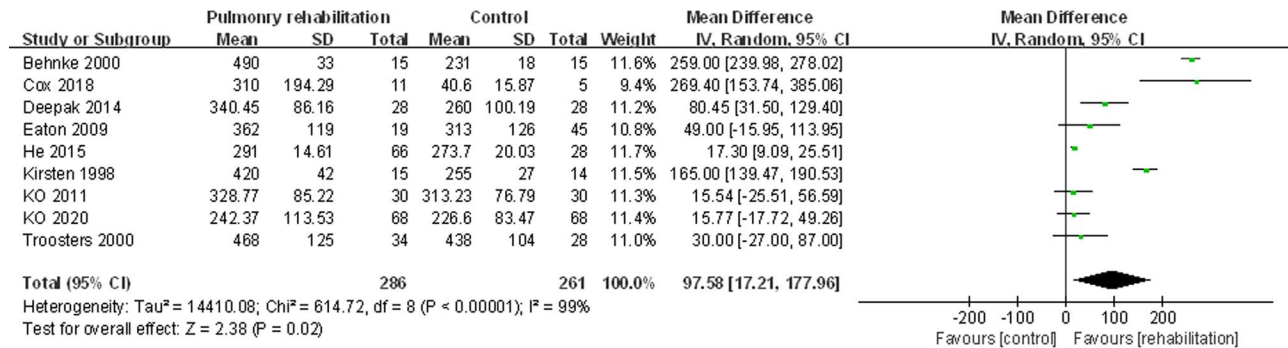 Pulmonry rehabilitation Control Mean Difference Mean Difference
Study or Subgroup Mean SD Total Mean SD Total Weight IV, Random, 95% CI IV, Random, 95% CI
Behnke 2000 490 33 15 231 18 15 11.6% 259.00 [239.98, 278.02]
Cox 2018 310 194.29 11 40.6 15.87 5 9.4% 269.40 [153.74, 385.06]
Deepak 2014 340.45 86.16 28 260 100.19 28 11.2% 80.45 [31.50, 129.40]
Eaton 2009 362 119 19 313 126 45 10.8% 49.00 [-15.95, 113.95]
He 2015 291 14.61 66 273.7 20.03 28 11.7% 17.30 [9.09, 25.51]
Kirsten 1998 420 42 15 255 27 14 11.5% 165.00 [139.47, 190.53]
KO 2011 328.77 85.22 30 313.23 76.79 30 11.3% 15.54 [-25.51, 56.59]
KO 2020 242.37 113.53 68 226.6 83.47 68 11.4% 15.77 [-17.72, 49.26]
Troosters 2000 468 125 34 438 104 28 11.0% 30.00 [-27.00, 87.00]
Total (95% CI) 286 261 100.0% 97.58 [17.21, 177.96]
Heterogeneity: Tau² = 14410.08; Chi² = 614.72, df = 8 (P < 0.00001); I² = 99%
Test for overall effect: Z = 2.38 (P = 0.02)
-200 -100 0 100 200
Favours [control] Favours [rehabilitation]